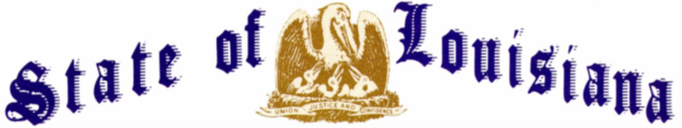 State of Louisiana
UNION JUSTICE AND CONFIDENCE